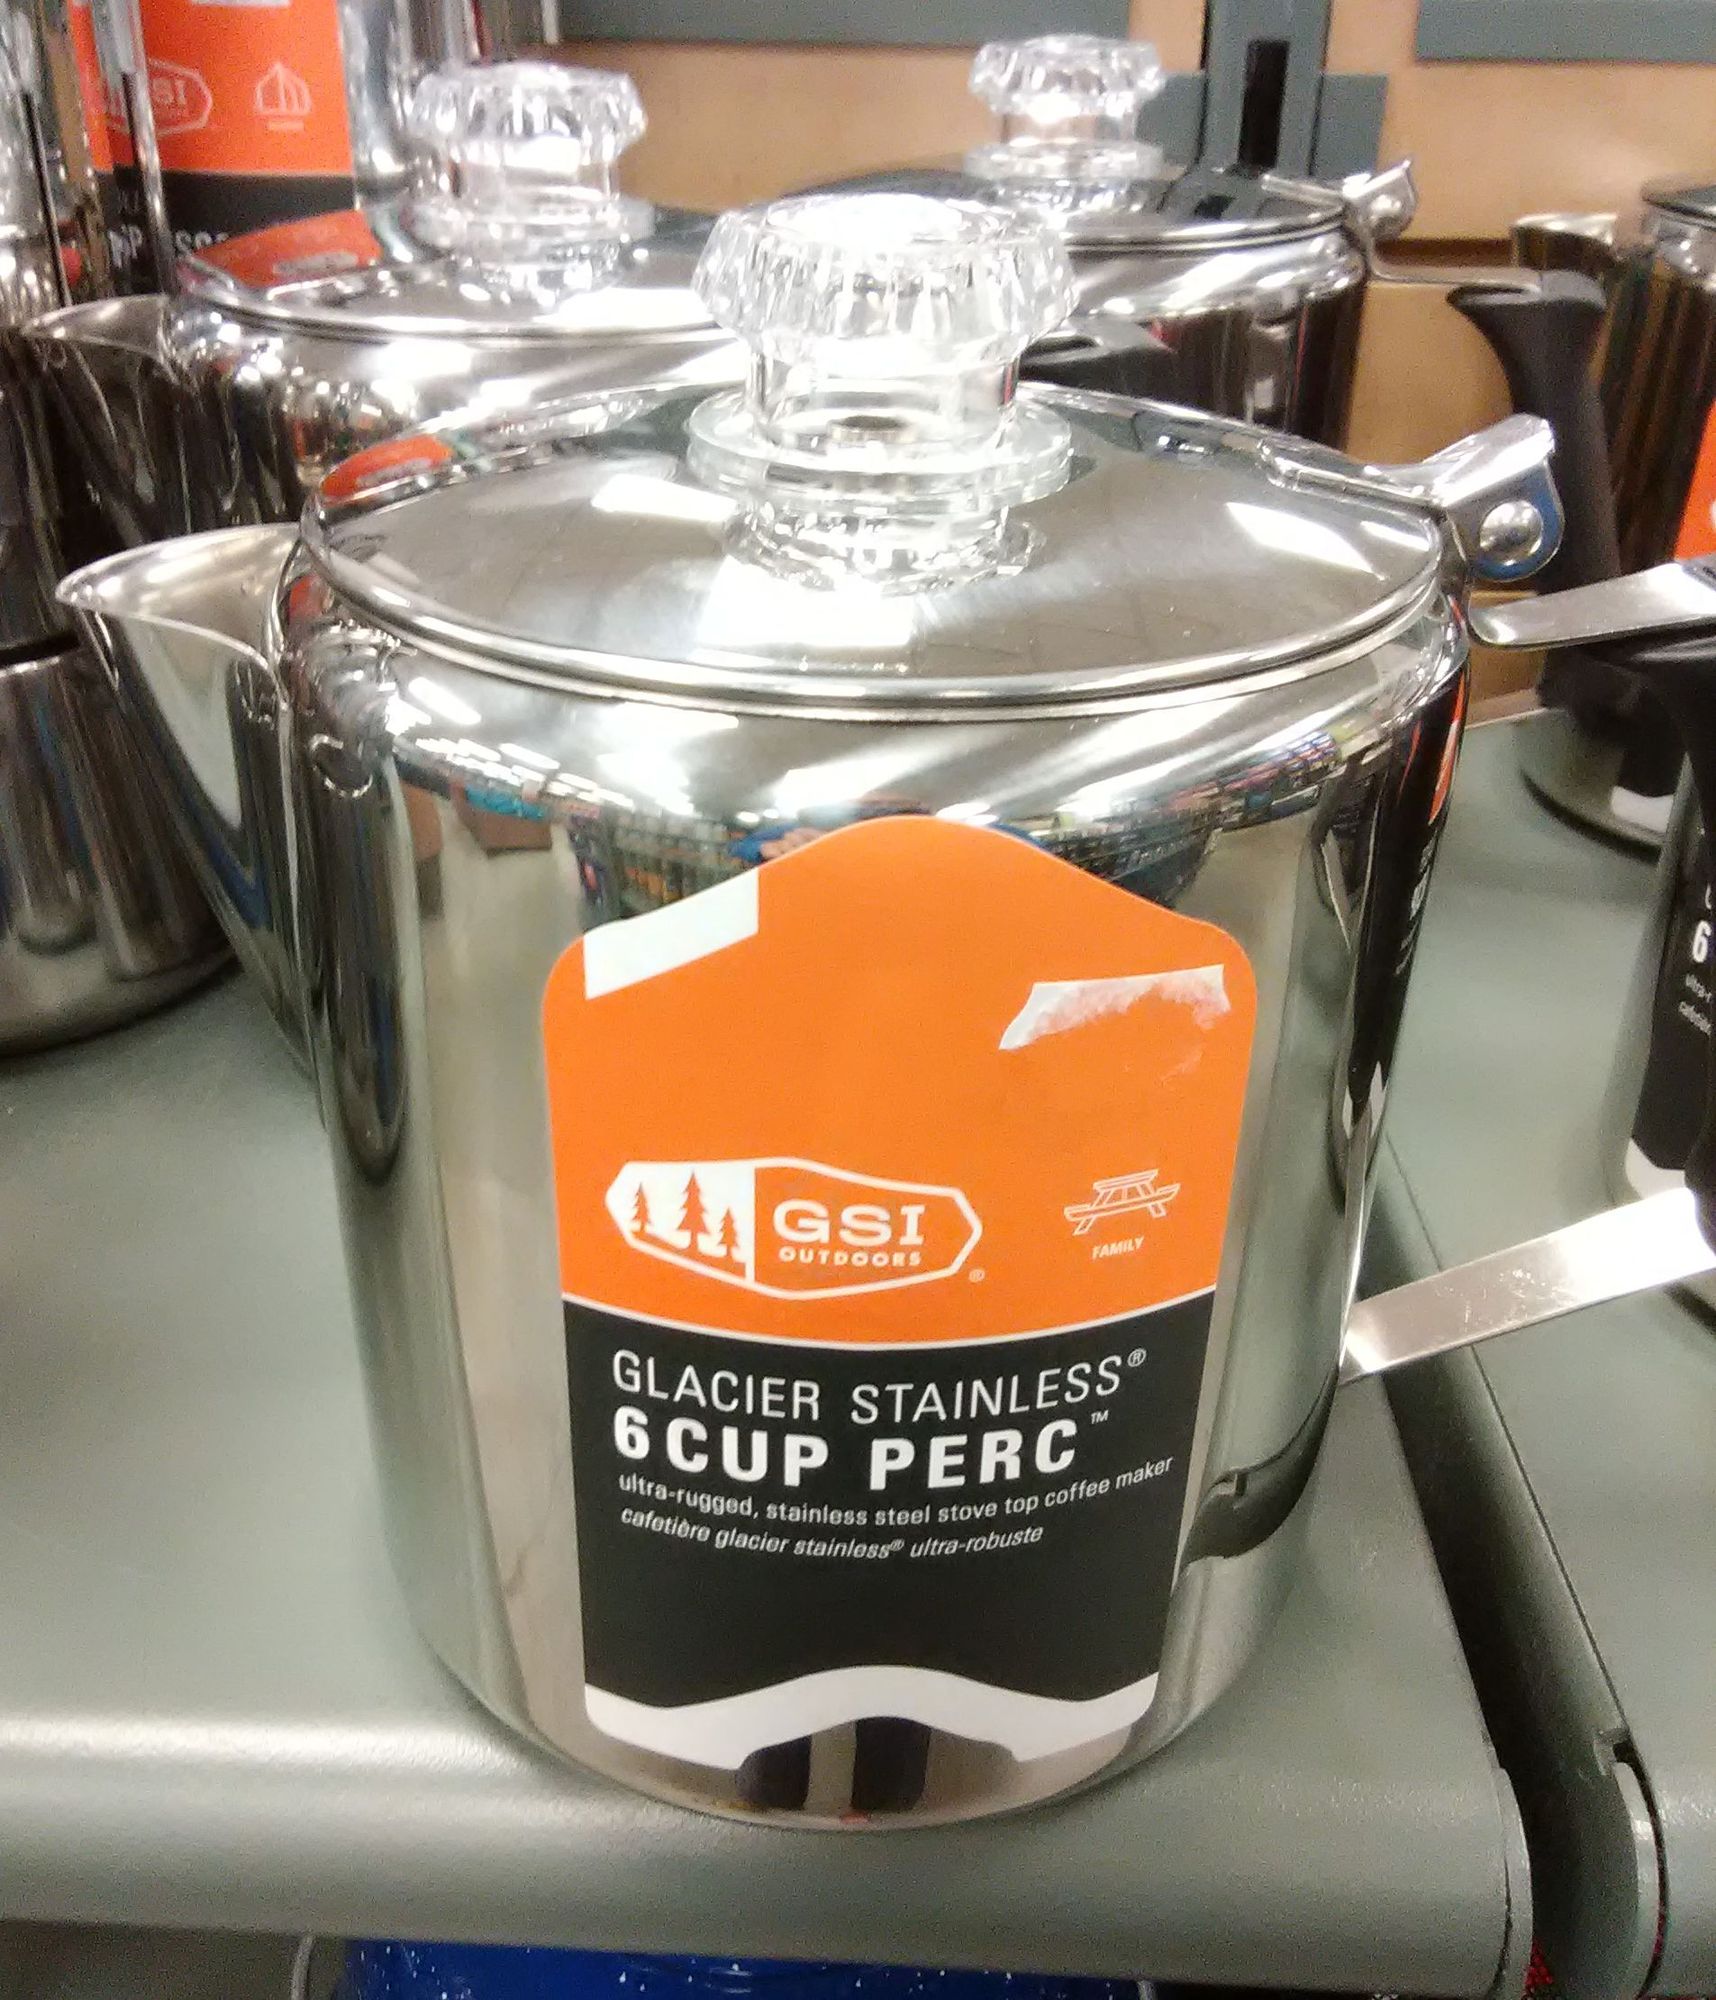 GSI
OUTDOORS
®
FAMILY
GLACIER STAINLESS®
6 CUP PERC™
ultra-rugged, stainless steel stove top coffee maker
cafetière glacier stainless® ultra-robuste
6